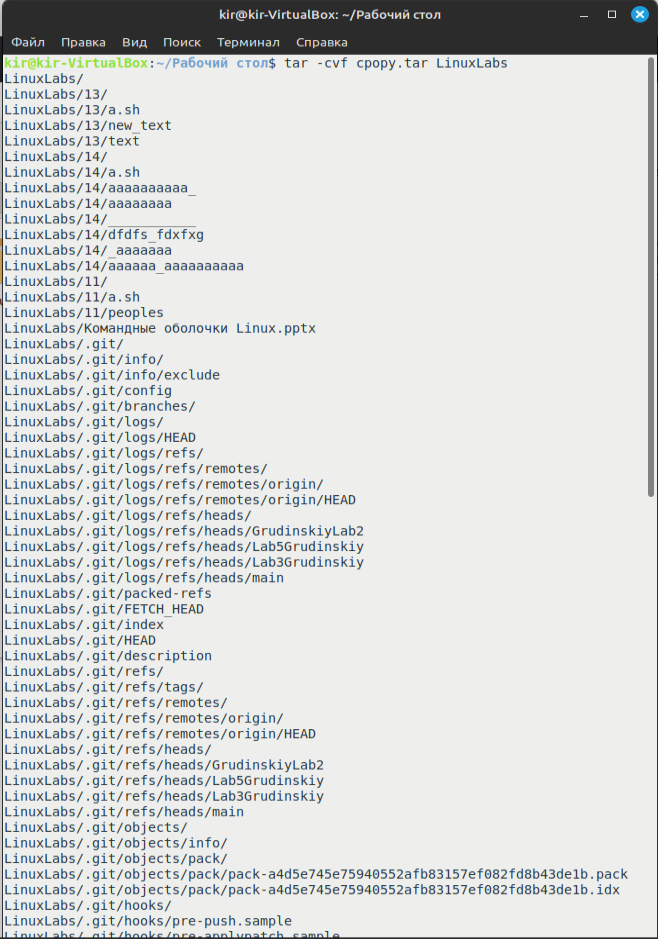 kir@kir-VirtualBox: ~/Рабочий стол
Файл Правка Вид Поиск Терминал Справка
kir@kir-VirtualBox:~/Рабочий стол$ tar -cvf cpopy.tar LinuxLabs
LinuxLabs/
LinuxLabs/13/
LinuxLabs/13/a.sh
LinuxLabs/13/new_text
LinuxLabs/13/text
LinuxLabs/14/
LinuxLabs/14/a.sh
LinuxLabs/14/aaaaaaaaaa_
LinuxLabs/14/aaaaaaaa
LinuxLabs/14/___________
LinuxLabs/14/dfdfs_fdxfxg
LinuxLabs/14/_aaaaaaa
LinuxLabs/14/aaaaaa_aaaaaaaaaa
LinuxLabs/11/
LinuxLabs/11/a.sh
LinuxLabs/11/peoples
LinuxLabs/Командные оболочки Linux.pptx
LinuxLabs/.git/
LinuxLabs/.git/info/
LinuxLabs/.git/info/exclude
LinuxLabs/.git/config
LinuxLabs/.git/branches/
LinuxLabs/.git/logs/
LinuxLabs/.git/logs/HEAD
LinuxLabs/.git/logs/refs/
LinuxLabs/.git/logs/refs/remotes/
LinuxLabs/.git/logs/refs/remotes/origin/
LinuxLabs/.git/logs/refs/remotes/origin/HEAD
LinuxLabs/.git/logs/refs/heads/
LinuxLabs/.git/logs/refs/heads/GrudinskiyLab2
LinuxLabs/.git/logs/refs/heads/Lab5Grudinskiy
LinuxLabs/.git/logs/refs/heads/Lab3Grudinskiy
LinuxLabs/.git/logs/refs/heads/main
LinuxLabs/.git/packed-refs
LinuxLabs/.git/FETCH_HEAD
LinuxLabs/.git/index
LinuxLabs/.git/HEAD
LinuxLabs/.git/description
LinuxLabs/.git/refs/
LinuxLabs/.git/refs/tags/
LinuxLabs/.git/refs/remotes/
LinuxLabs/.git/refs/remotes/origin/
LinuxLabs/.git/refs/remotes/origin/HEAD
LinuxLabs/.git/refs/heads/
LinuxLabs/.git/refs/heads/GrudinskiyLab2
LinuxLabs/.git/refs/heads/Lab5Grudinskiy
LinuxLabs/.git/refs/heads/Lab3Grudinskiy
LinuxLabs/.git/refs/heads/main
LinuxLabs/.git/objects/
LinuxLabs/.git/objects/info/
LinuxLabs/.git/objects/pack/
LinuxLabs/.git/objects/pack/pack-a4d5e745e75940552afb83157ef082fd8b43de1b.pack
LinuxLabs/.git/objects/pack/pack-a4d5e745e75940552afb83157ef082fd8b43de1b.idx
LinuxLabs/.git/hooks/
LinuxLabs/.git/hooks/pre-push.sample
LinuxLabs/.git/hooks/pre-applypatch.sample